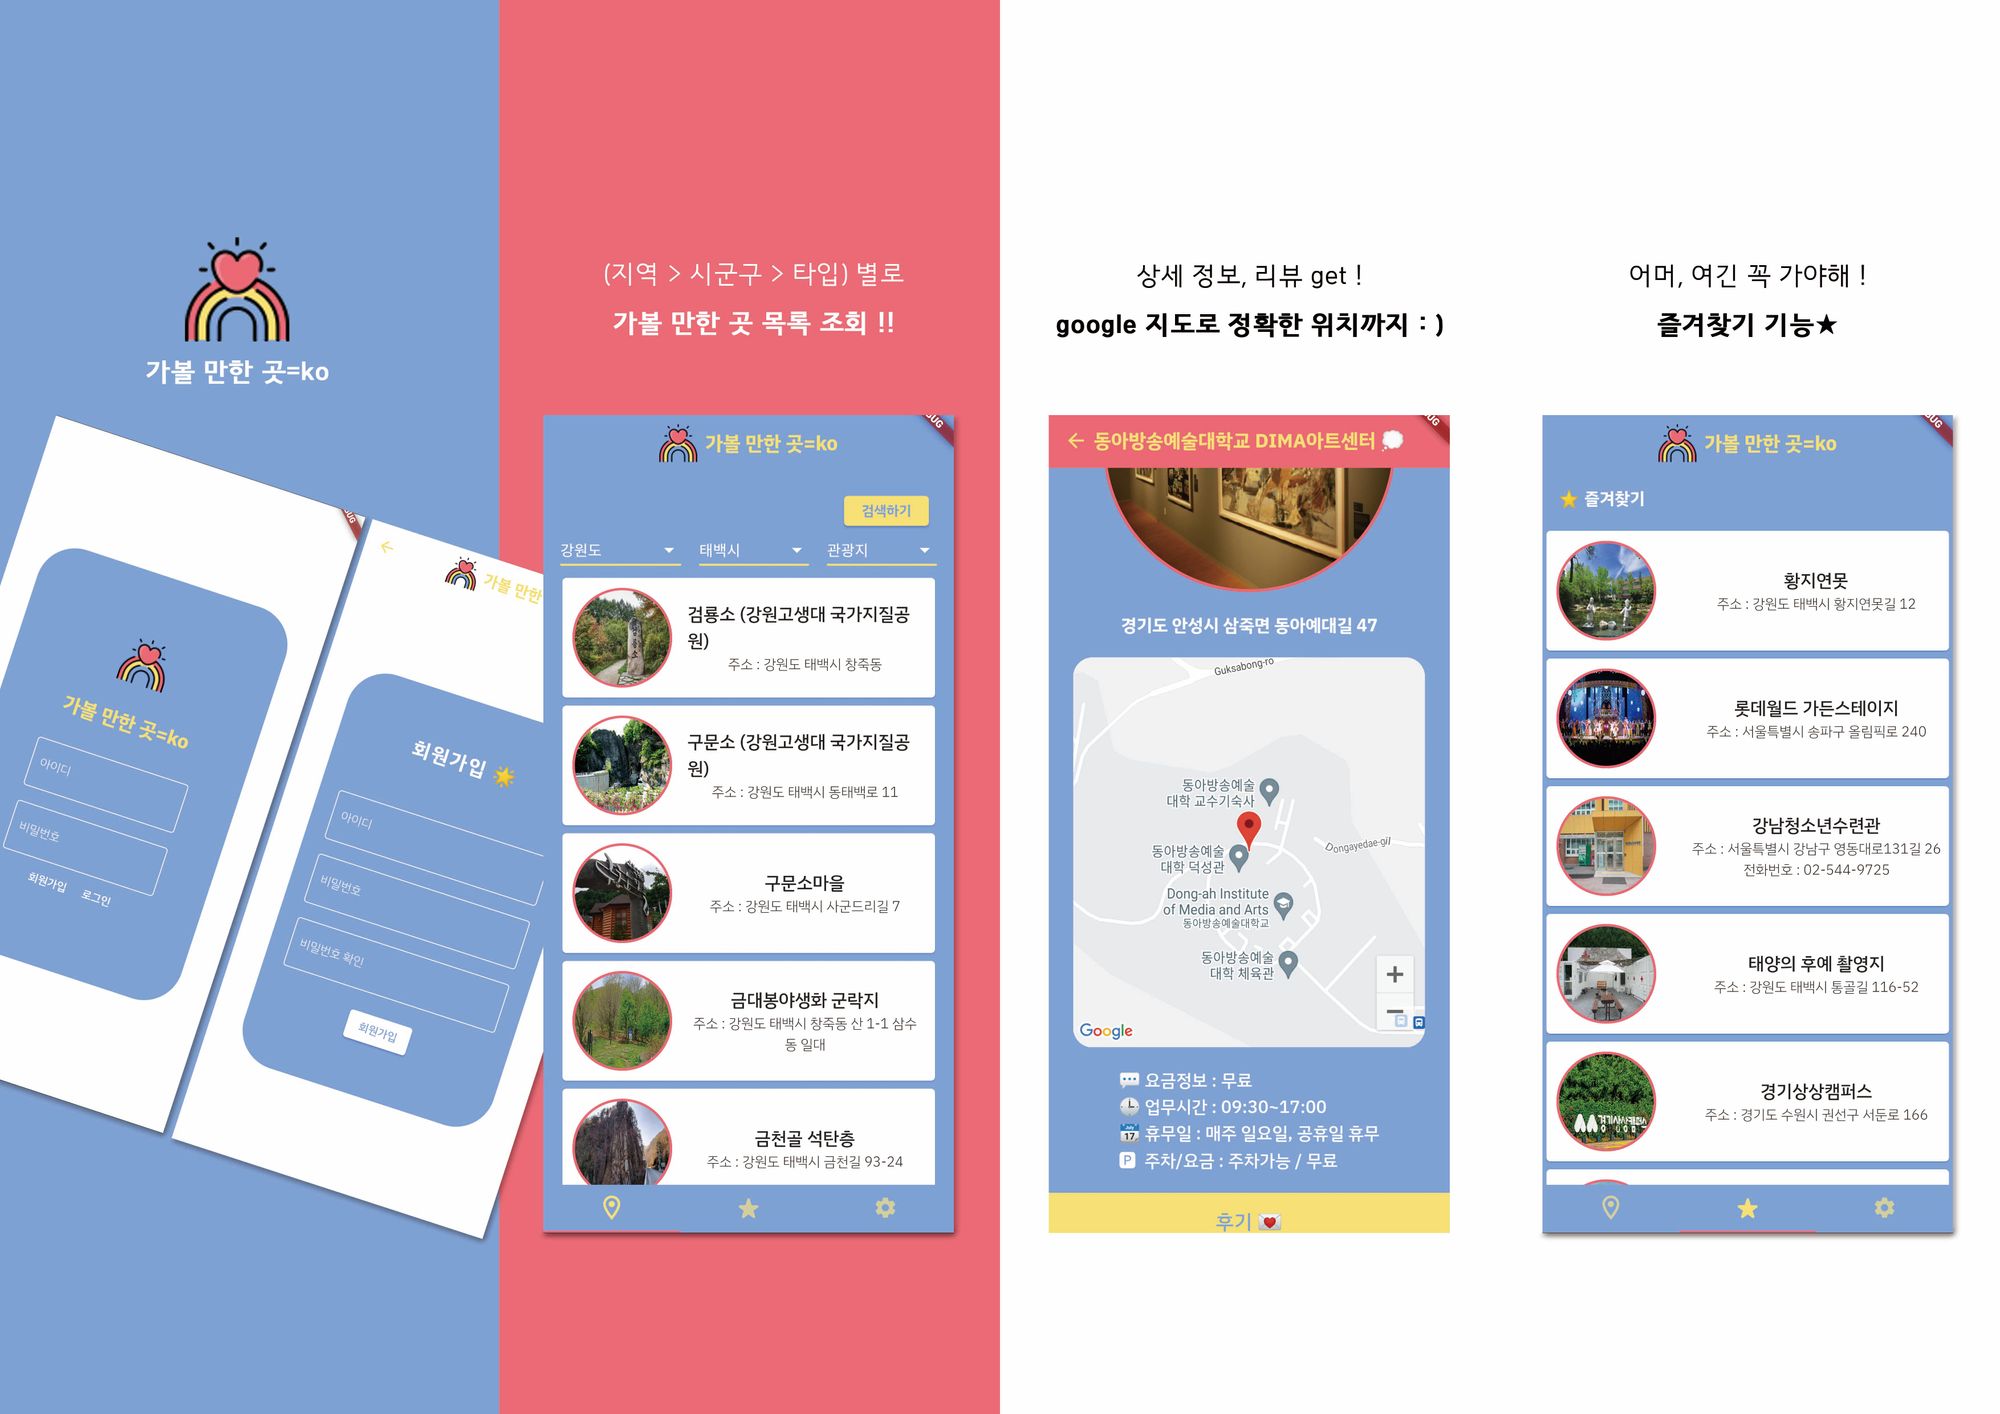 가볼 만한 곳=ko
가볼 만한 곳=ko
아이디
비밀번호
회원가입 로그인
가볼 만한
회원가입
아이디
비밀번호
비밀번호 확인
회원가입
(지역 > 시군구 > 타입) 별로
가볼 만한 곳 목록 조회 !!
가볼 만한 곳=ko
검색하기
강원도 태백시 관광지
검룡소 (강원고생대 국가지질공
원)
주소 : 강원도 태백시 창죽동
구문소 (강원고생대 국가지질공
원)
주소 : 강원도 태백시 동태백로 11
구문소마을
주소 : 강원도 태백시 사군드리길 7
금대봉야생화 군락지
주소 : 강원도 태백시 창죽동 산 1-1 삼수
동 일대
금천골 석탄층
주소 : 강원도 태백시 금천길 93-24
상세 정보, 리뷰 get !
google 지도로 정확한 위치까지 : )
동아방송예술대학교 DIMA아트센터
경기도 안성시 삼죽면 동아예대길 47
Guksabong-ro
동아방송예술
대학 교수기숙사
Dongayedae-gil
동아방송예술
대학 덕성관
Dong-ah Institute
of Media and Arts
동아방송예술대학교
동아방송예술
대학 체육관
Google
요금정보 : 무료
업무시간 : 09:30~17:00
휴무일 : 매주 일요일, 공휴일 휴무
주차/요금 : 주차가능 / 무료
후기
어머, 여긴 꼭 가야해 !
즐겨찾기 기능★
가볼 만한 곳=ko
즐겨찾기
황지연못
주소 : 강원도 태백시 황지연못길 12
롯데월드 가든스테이지
주소 : 서울특별시 송파구 올림픽로 240
강남청소년수련관
주소 : 서울특별시 강남구 영동대로131길 26
전화번호 : 02-544-9725
태양의 후예 촬영지
주소 : 강원도 태백시 통골길 116-52
경기상상캠퍼스
주소 : 경기도 수원시 권선구 서둔로 166